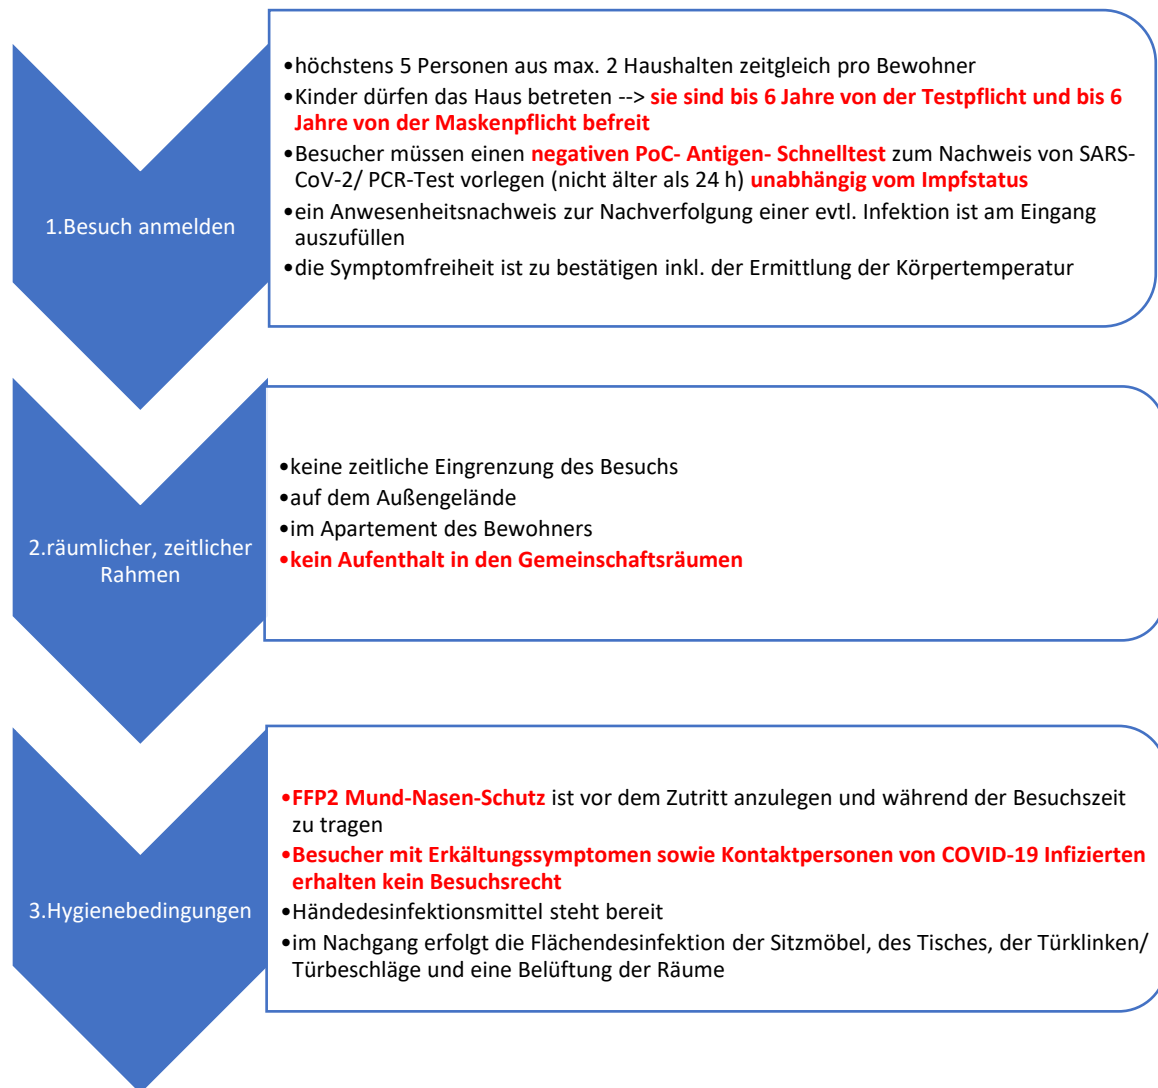 1.Besuch anmelden
•höchstens 5 Personen aus max. 2 Haushalten zeitgleich pro Bewohner
•Kinder dürfen das Haus betreten --> sie sind bis 6 Jahre von der Testpflicht und bis 6
Jahre von der Maskenpflicht befreit
•Besucher müssen einen negativen PoC- Antigen- Schnelltest zum Nachweis von SARS-
CoV-2/ PCR-Test vorlegen (nicht älter als 24 h) unabhängig vom Impfstatus
•ein Anwesenheitsnachweis zur Nachverfolgung einer evtl. Infektion ist am Eingang
auszufüllen
•die Symptomfreiheit ist zu bestätigen inkl. der Ermittlung der Körpertemperatur
2.räumlicher, zeitlicher
Rahmen
•keine zeitliche Eingrenzung des Besuchs
•auf dem Außengelände
•im Apartement des Bewohners
•kein Aufenthalt in den Gemeinschaftsräumen
3.Hygienebedingungen
•FFP2 Mund-Nasen-Schutz ist vor dem Zutritt anzulegen und während der Besuchszeit
zu tragen
•Besucher mit Erkältungssymptomen sowie Kontaktpersonen von COVID-19 Infizierten
erhalten kein Besuchsrecht
•Händedesinfektionsmittel steht bereit
•im Nachgang erfolgt die Flächendesinfektion der Sitzmöbel, des Tisches, der Türklinken/
Türbeschläge und eine Belüftung der Räume